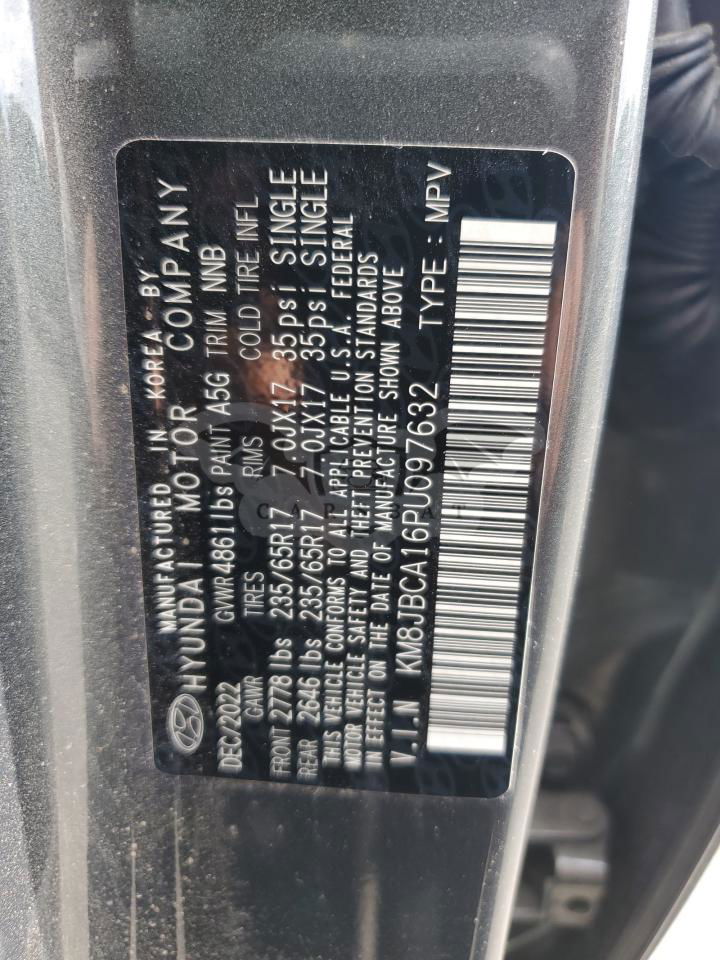 MANUFACTURED IN KOREA BY
HYUNDAI MOTOR COMPANY
DEC/2022 GVWR 4861 lbs PAINT A5G TRIM NNB
GAWR TIRES RMS COLD TIRE INFL
FRONT 2778 lbs 235/65R17 7.0JX17 35psi SINGLE
REAR 2646 lbs 235/65R17 7.0JX17 35psi SINGLE
THIS VEHICLE CONFORMS TO ALL APPLICABLE U.S.A. FEDERAL
MOTOR VEHICLE SAFETY AND THEFT PREVENTION STANDARDS
IN EFFECT ON THE DATE OF MANUFACTURE SHOWN ABOVE
V.I.N KM8JBCA16PU097632 TYPE : MPV